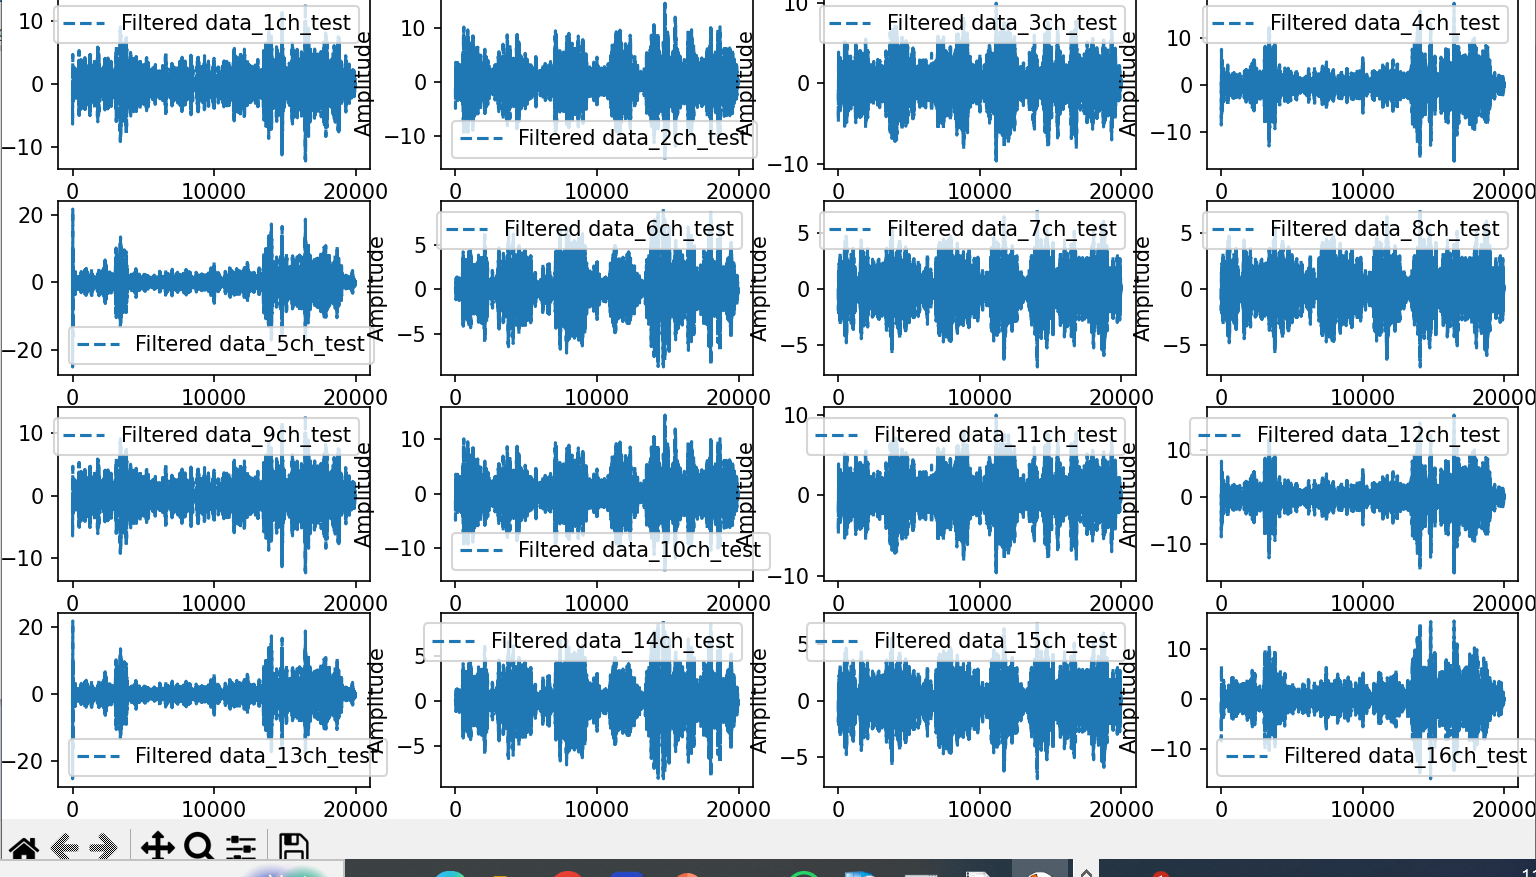 10 Filtered data_1ch_test
0
−10
0 10000 20000
Amplitude
10
0
−10 Filtered data_2ch_test
0 10000 20000
Amplitude
10 Filtered data_3ch_test
0
−10
0 10000 20000
Amplitude
10 Filtered data_4ch_test
0
−10
0 10000 20000
20
0
−20 Filtered data_5ch_test
0 10000 20000
Amplitude
Filtered data_6ch_test
5
0
−5
0 10000 20000
Amplitude
5 Filtered data_7ch_test
0
−5
0 10000 20000
Amplitude
5 Filtered data_8ch_test
0
−5
0 10000 20000
10 Filtered data_9ch_test
0
−10
0 10000 20000
Amplitude
10
0
−10 Filtered data_10ch_test
0 10000 20000
Amplitude
10
Filtered data_11ch_test
0
−10
0 10000 20000
Amplitude
Filtered data_12ch_test
10
0
−10
0 10000 20000
20
0
−20 Filtered data_13ch_test
0 10000 20000
Amplitude
Filtered data_14ch_test
5
0
−5
0 10000 20000
Amplitude
5 Filtered data_15ch_test
0
−5
0 10000 20000
Amplitude
10
0
−10 Filtered data_16ch_test
0 10000 20000